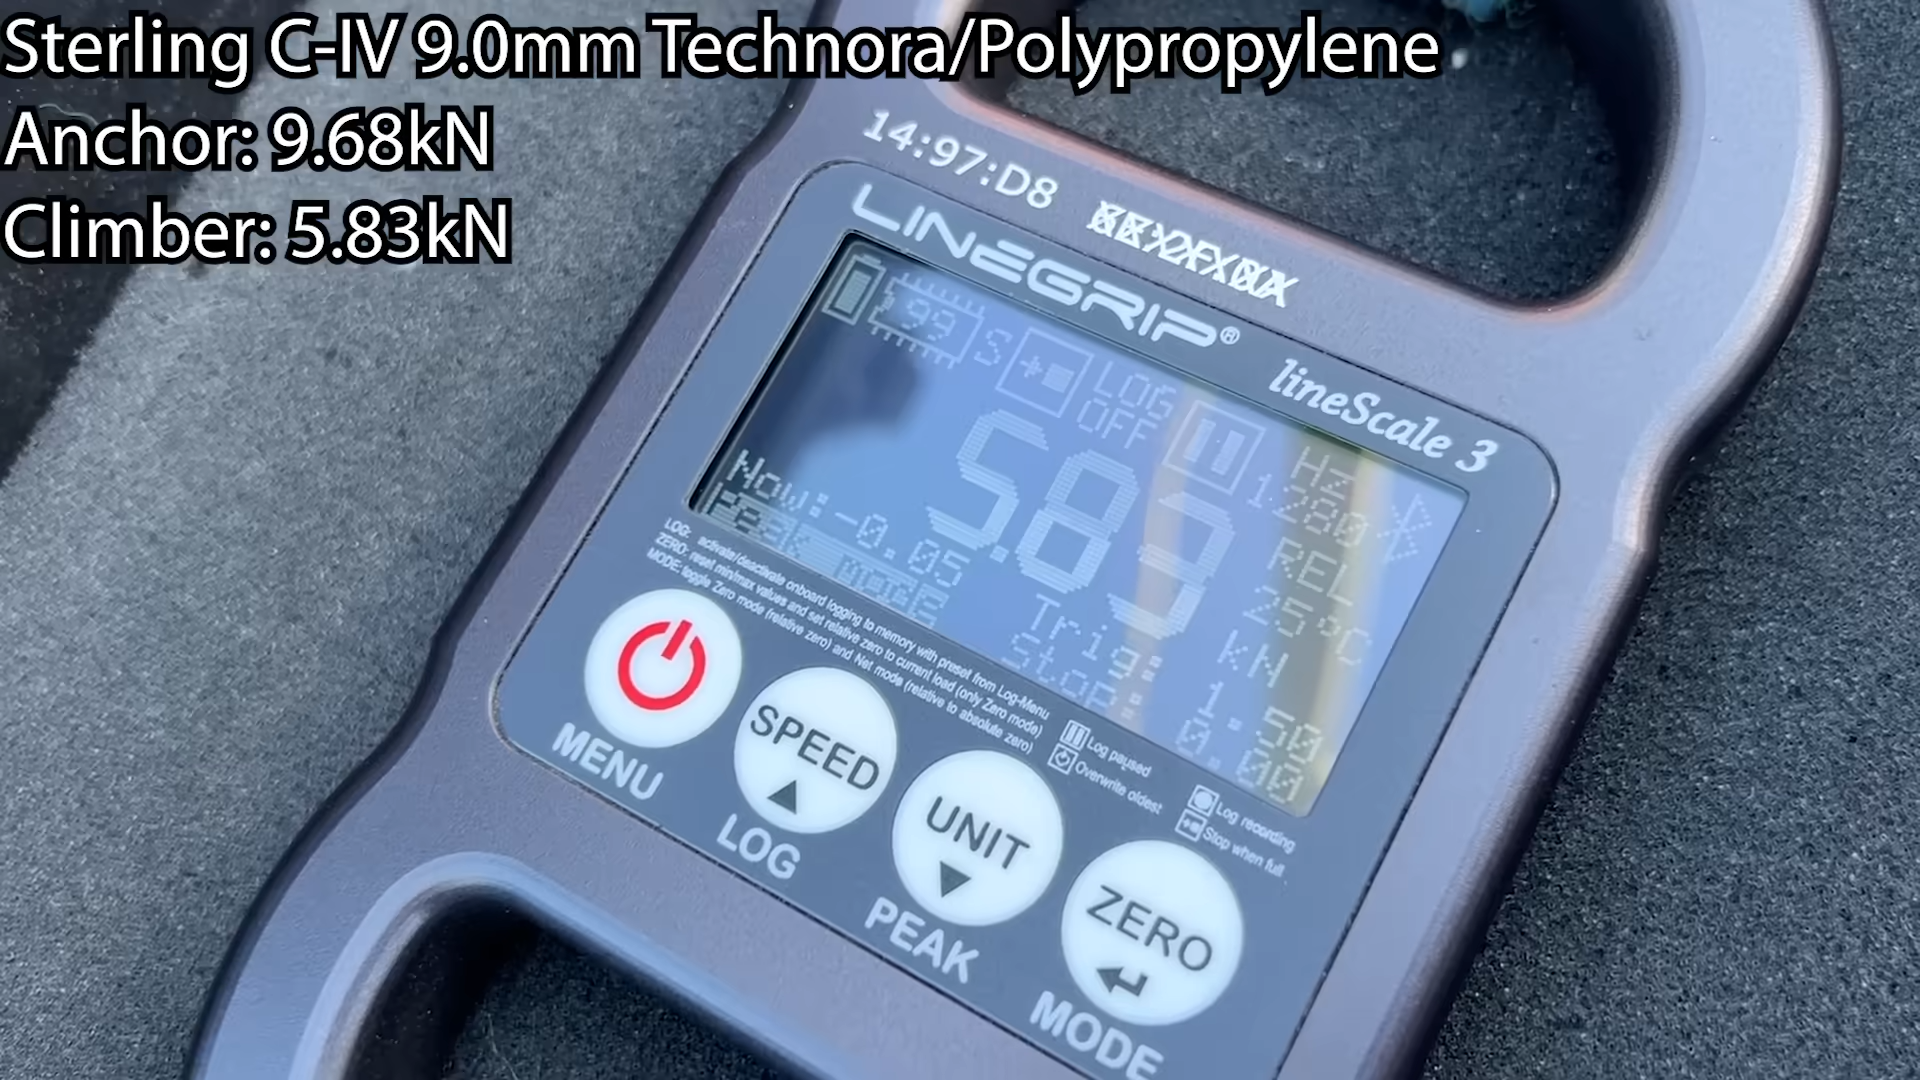 Sterling C-IV 9.0mm Technora/Polypropylene
Anchor: 9.68kN
Climber: 5.83kN
14:97:D8
LINEGRIP®
lineScale 3
99 S LOG OFF Hz 1280
5.83 REL
25°C
kN
Now:-0.05
Peak MODE
Trig: 1.50
Stop: 0.00
LOG: activate/deactivate onboard logging to memory with preset from Log-Menu
ZERO: reset min/max values and set relative zero to current load (only Zero mode)
MODE: toggle Zero mode (relative zero) and Net mode (relative to absolute zero)
Log paused
Overwrite oldest
Log recording
Stop when full
MENU
SPEED
LOG
UNIT
PEAK
ZERO
MODE